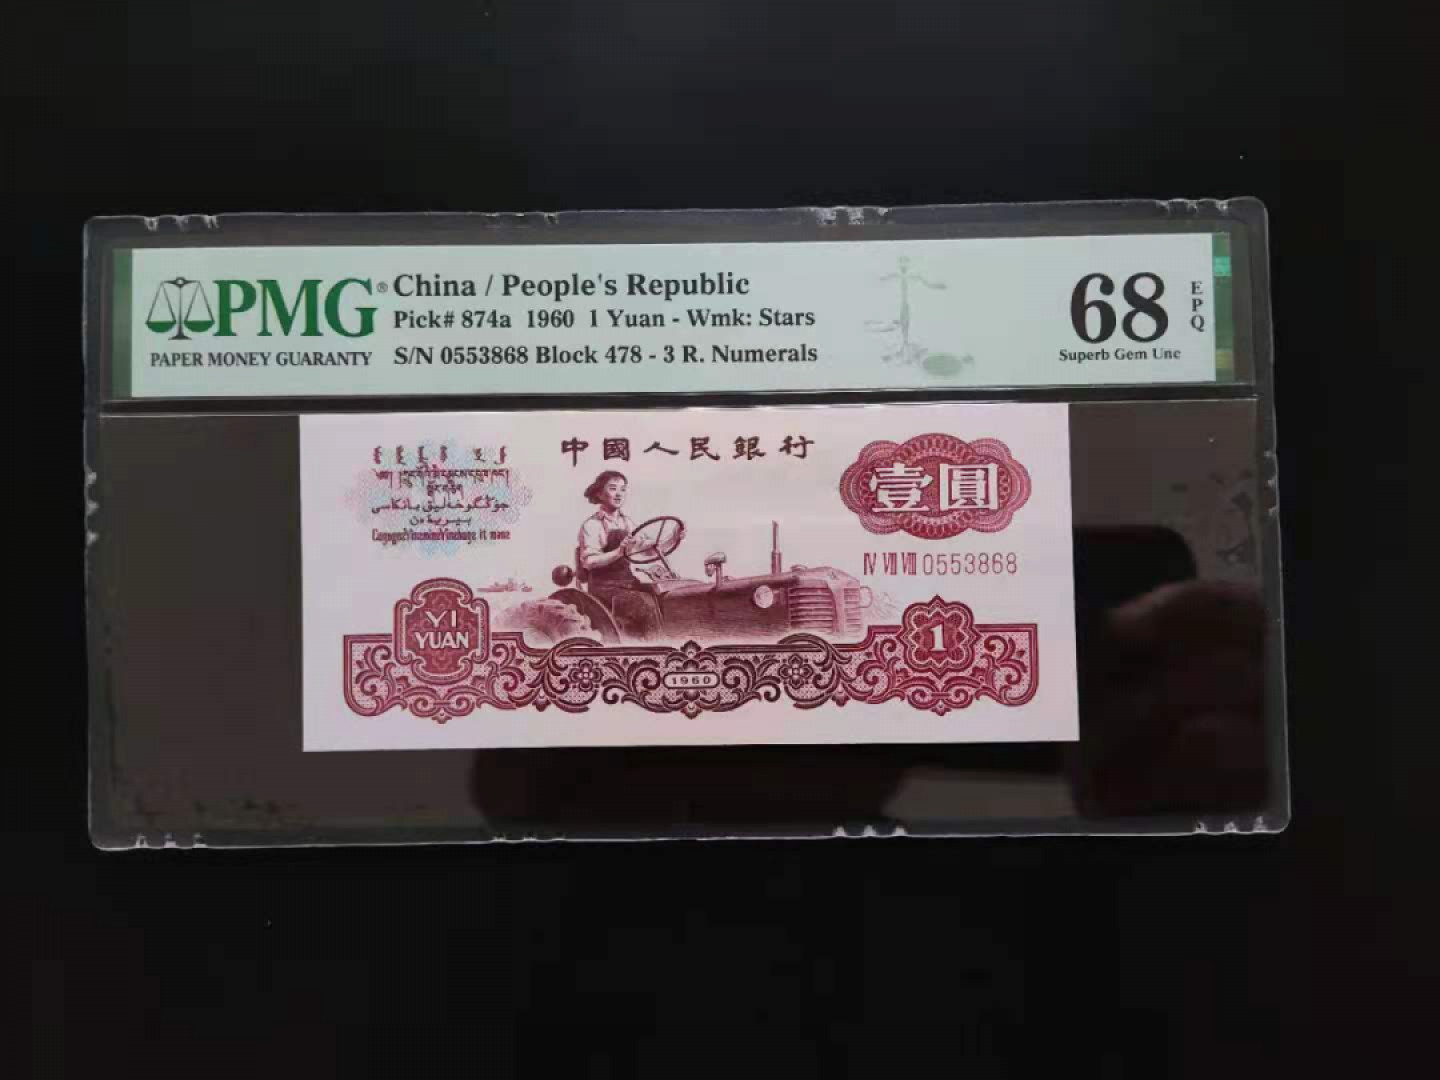 PMG®
PAPER MONEY GUARANTY
China / People's Republic
Pick# 874a 1960 1 Yuan - Wmk: Stars
S/N 0553868 Block 478 - 3 R. Numerals
68
EPQ
Superb Gem Unc
中國人民銀行
壹圓
IV VII VIII 0553868
YI
YUAN
1960
1